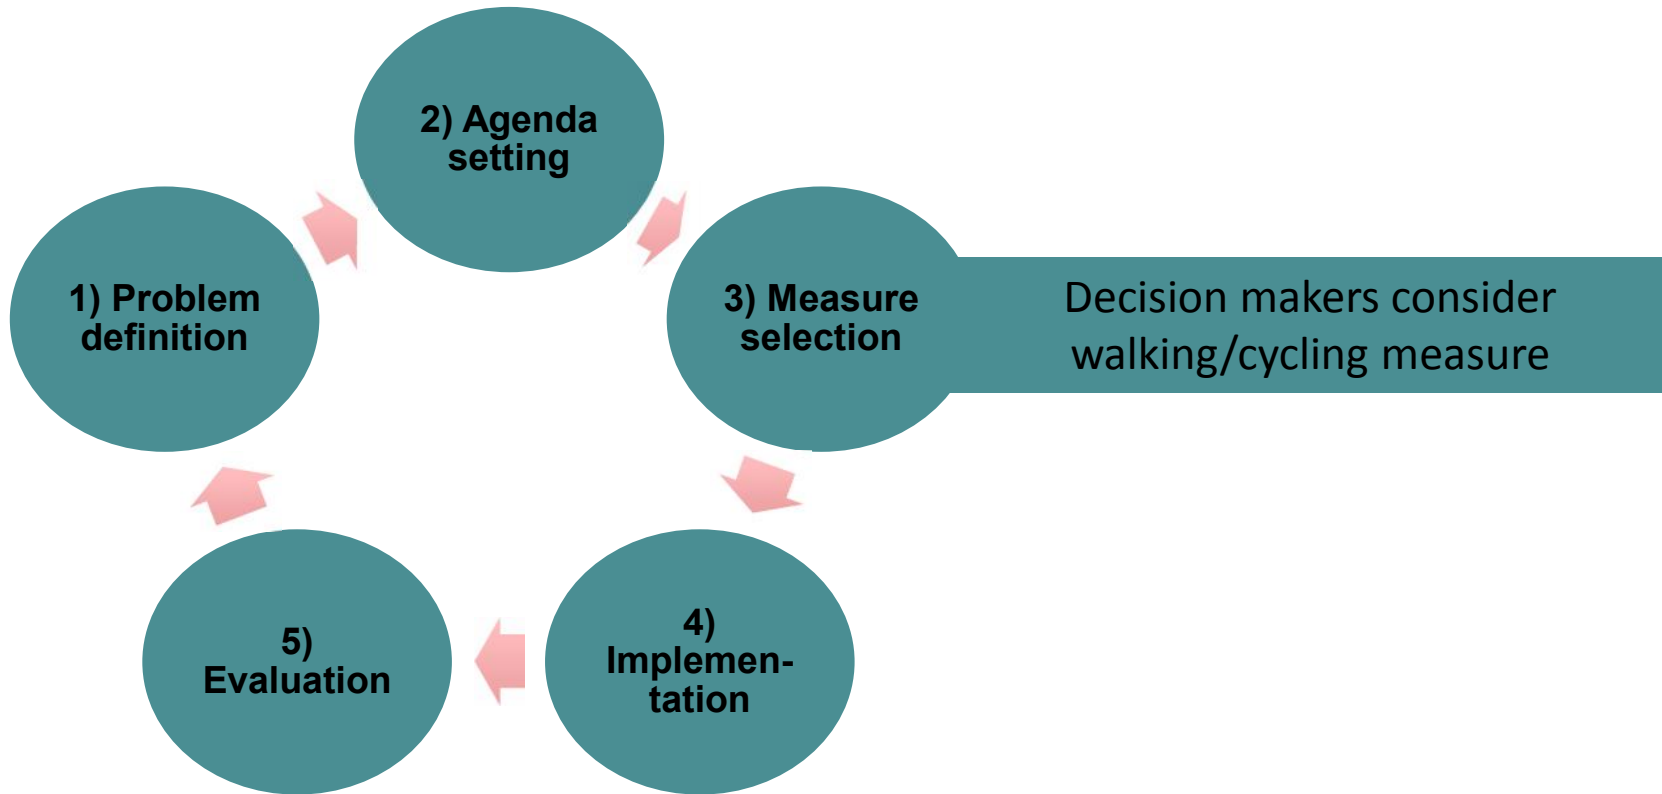 2) Agenda
setting
1) Problem
definition
3) Measure
selection
Decision makers consider
walking/cycling measure
5)
Evaluation
4)
Implemen-
tation